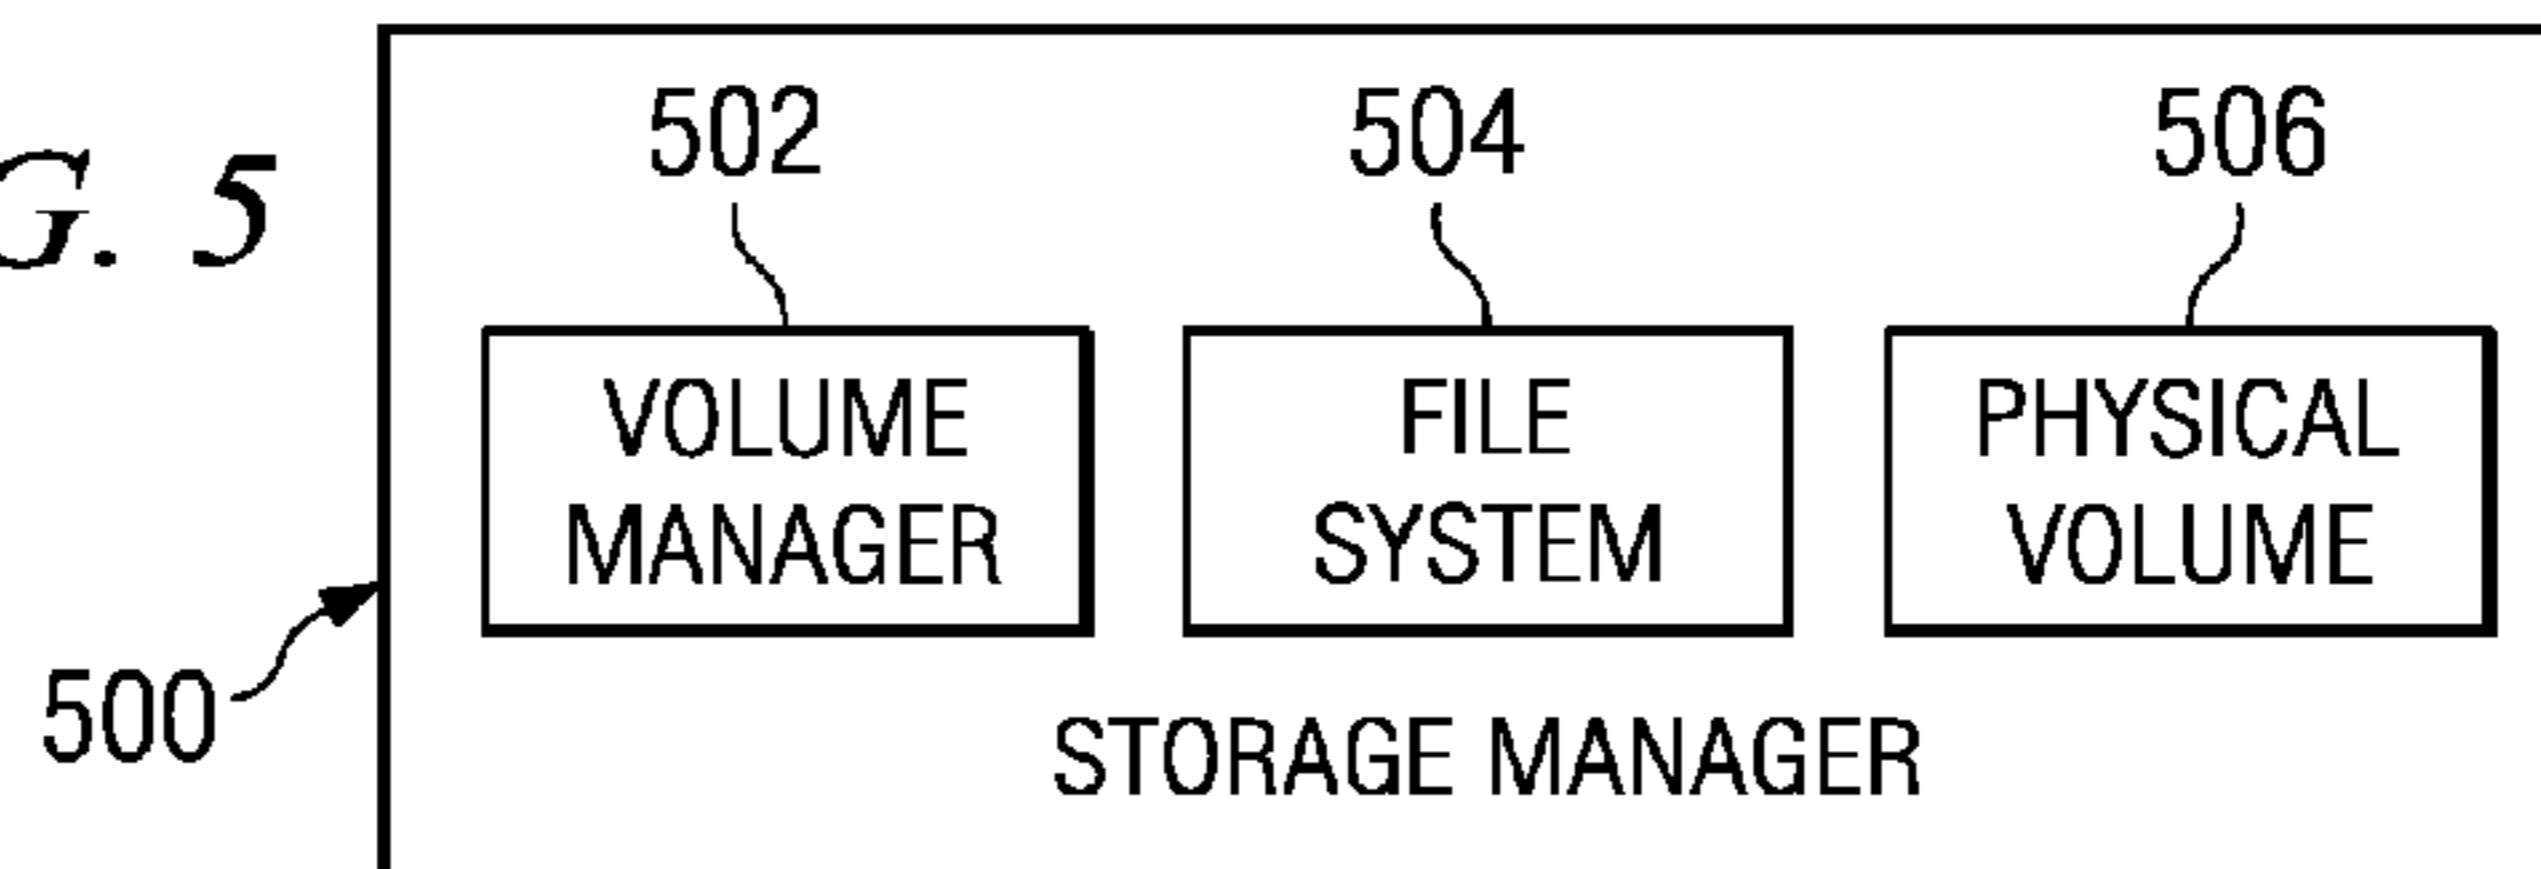 G. 5
502 504 506
VOLUME MANAGER
FILE SYSTEM
PHYSICAL VOLUME
500
STORAGE MANAGER